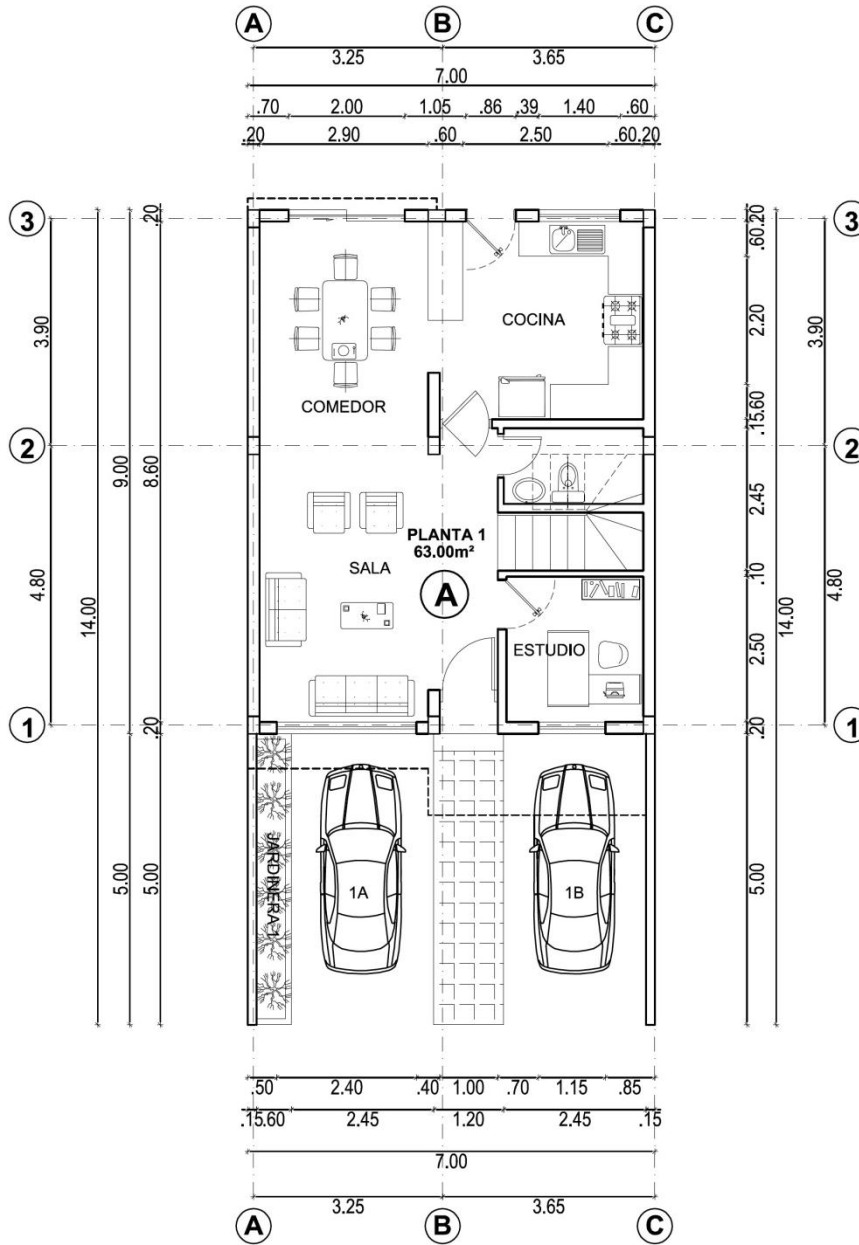 A B C
3.25 3.65
7.00
.70 2.00 1.05 .86 .39 1.40 .60
.20 2.90 .60 2.50 .60 .20
3 3
.20 .60 .20
3.90 2.20 3.90
COCINA
COMEDOR
.15 .60
2 2
9.00 8.60
2.45
PLANTA 1
63.00m²
SALA
A
.10
4.80 14.00 14.00 4.80
2.50
ESTUDIO
1 1
.20 .20
JARDINERA 1
1A 1B
5.00 5.00 5.00
.50 2.40 .40 1.00 .70 1.15 .85
.15 .60 2.45 1.20 2.45 .15
7.00
3.25 3.65
A B C